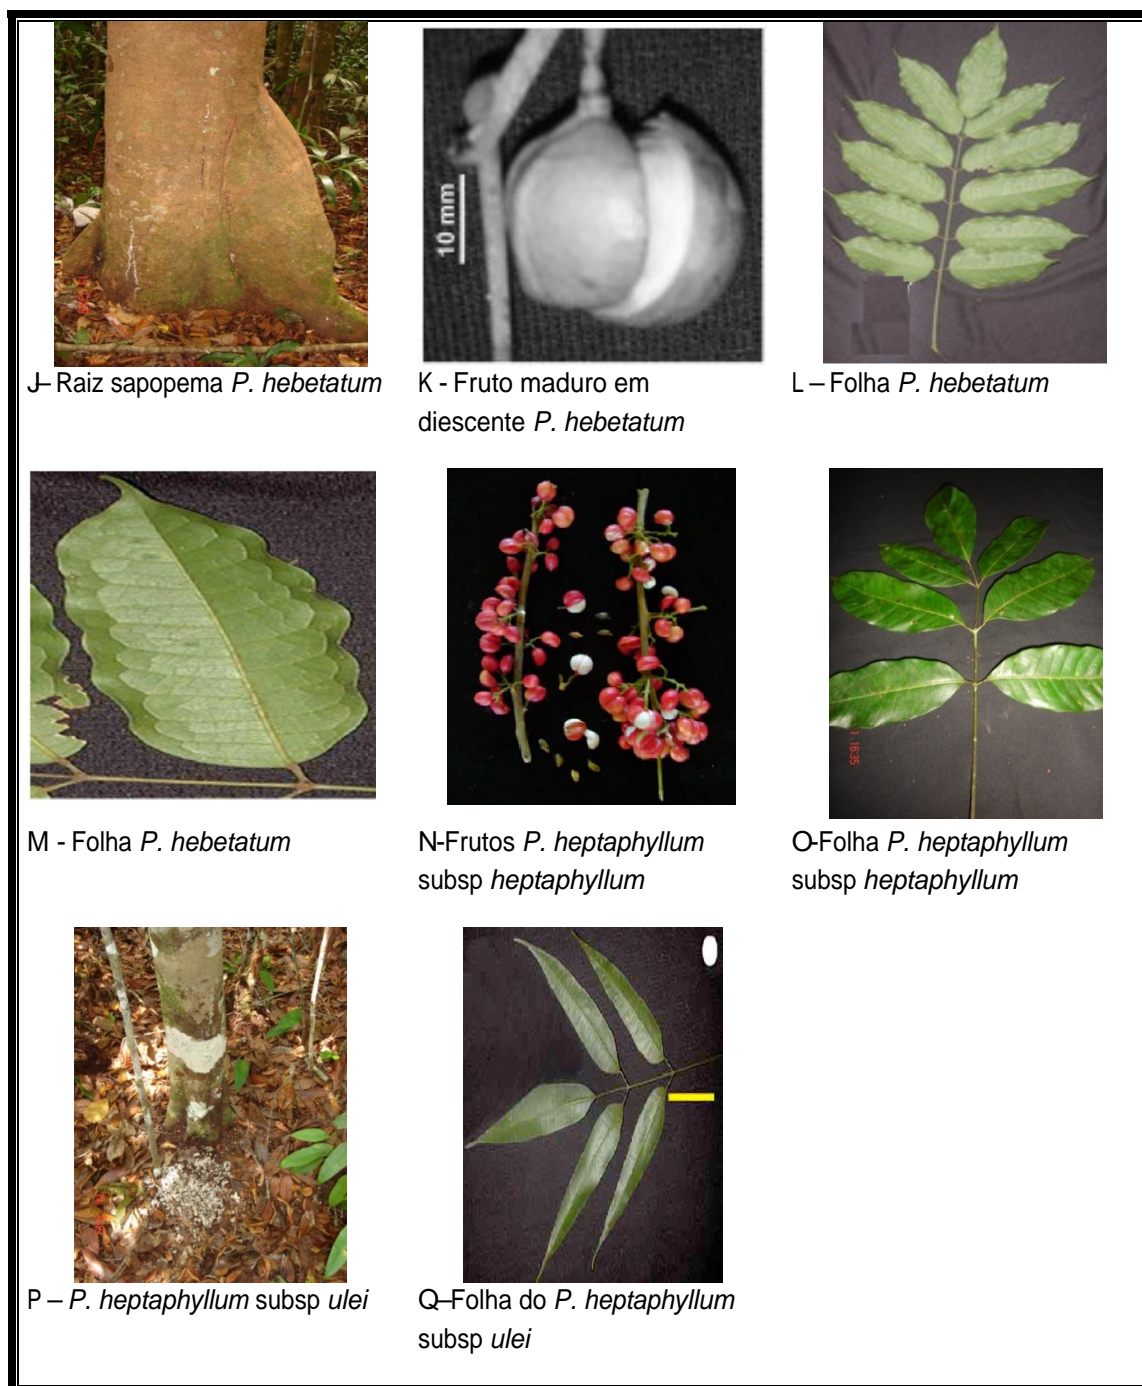 10 mm
J– Raiz sapopema P. hebetatum
K - Fruto maduro em
diescente P. hebetatum
L – Folha P. hebetatum
M - Folha P. hebetatum
N-Frutos P. heptaphyllum
subsp heptaphyllum
O-Folha P. heptaphyllum
subsp heptaphyllum
P – P. heptaphyllum subsp ulei
Q–Folha do P. heptaphyllum
subsp ulei